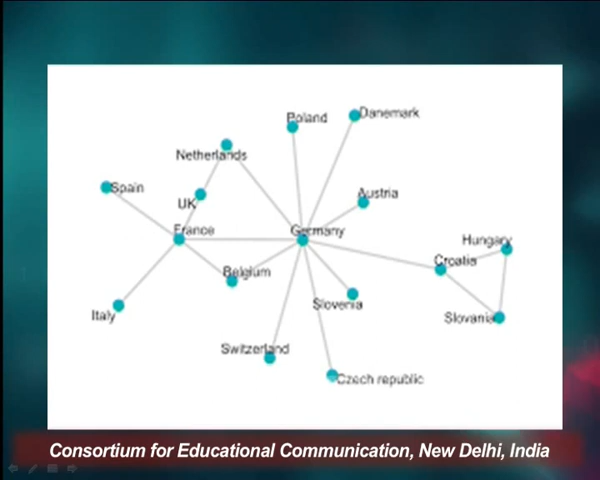 Poland
Danemark
Netherlands
Spain
Austria
UK
France
Germany
Hungary
Croatia
Belgium
Slovenia
Italy
Slovania
Switzerland
Czech republic
Consortium for Educational Communication, New Delhi, India